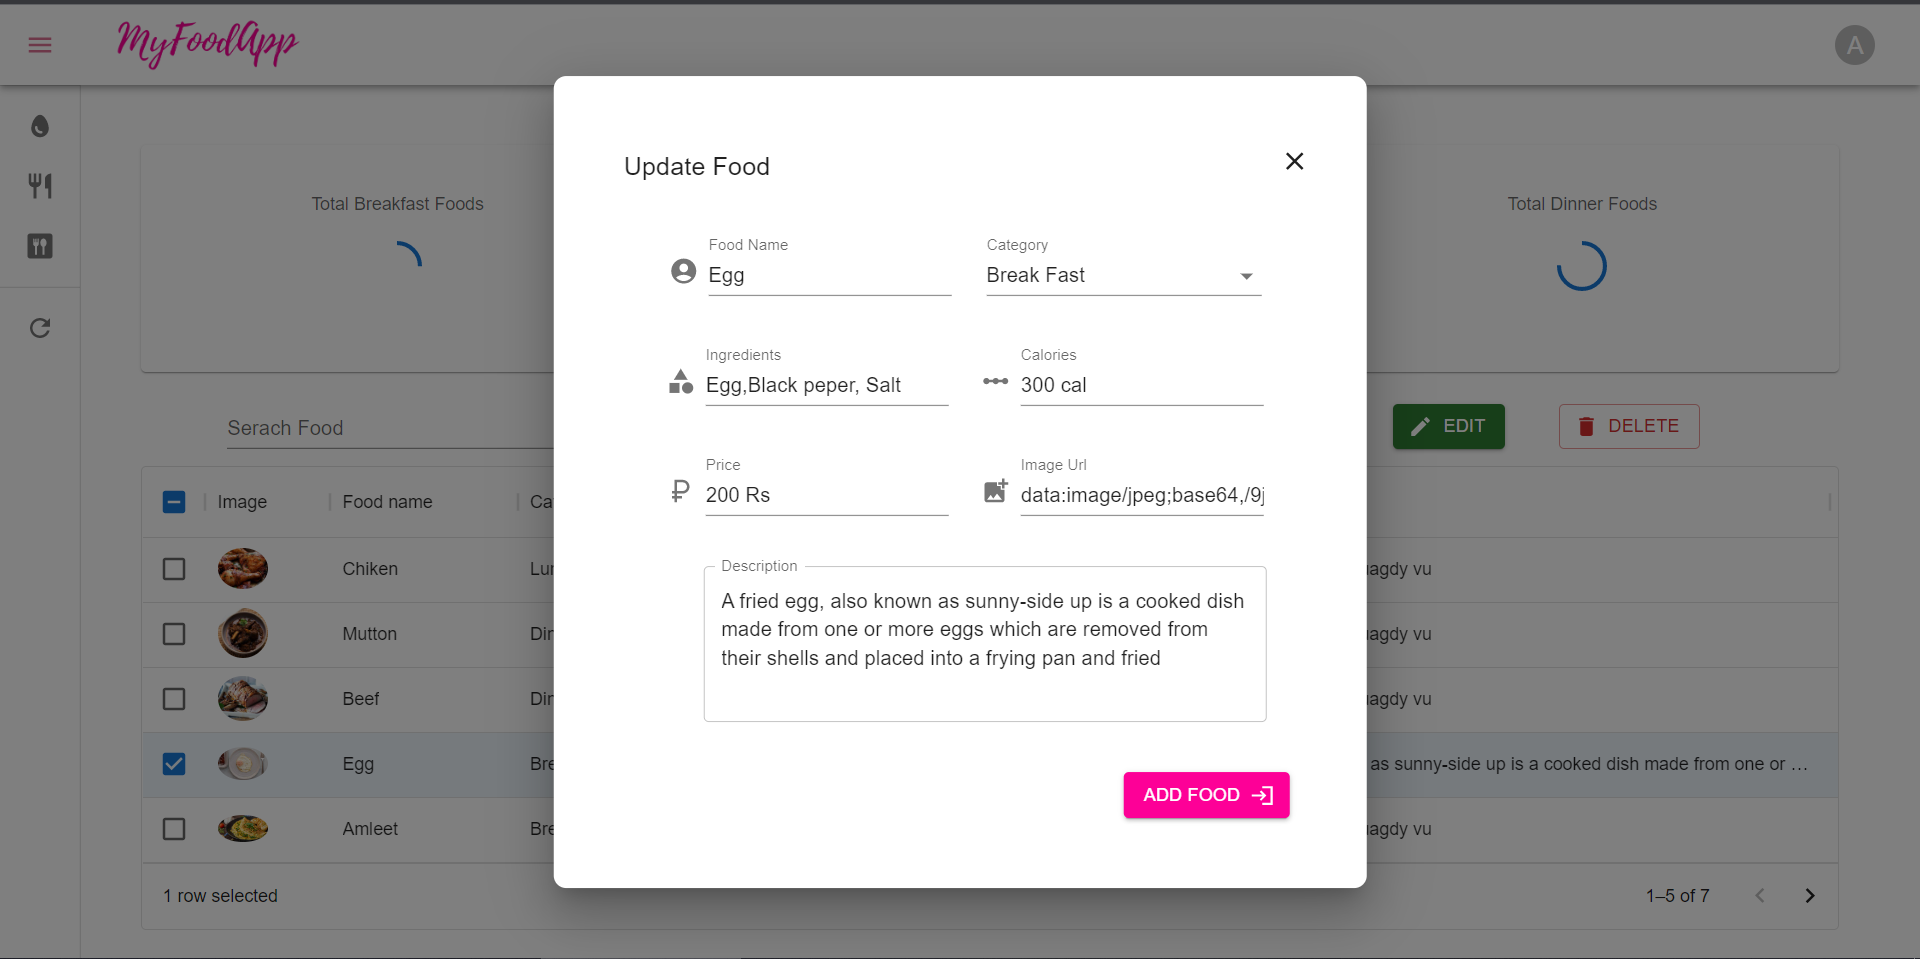 MyFoodApp
A
Total Breakfast Foods
Total Dinner Foods
Update Food
Food Name
Egg
Category
Break Fast
Ingredients
Egg,Black peper, Salt
Calories
300 cal
Price
200 Rs
Image Url
data:image/jpeg;base64,/9j
Description
A fried egg, also known as sunny-side up is a cooked dish
made from one or more eggs which are removed from
their shells and placed into a frying pan and fried
ADD FOOD
Serach Food
EDIT
DELETE
Image
Food name
Ca
Chiken
Lun
agdy vu
Mutton
Din
agdy vu
Beef
Din
agdy vu
Egg
Bre
as sunny-side up is a cooked dish made from one or …
Amleet
Bre
agdy vu
1 row selected
1–5 of 7